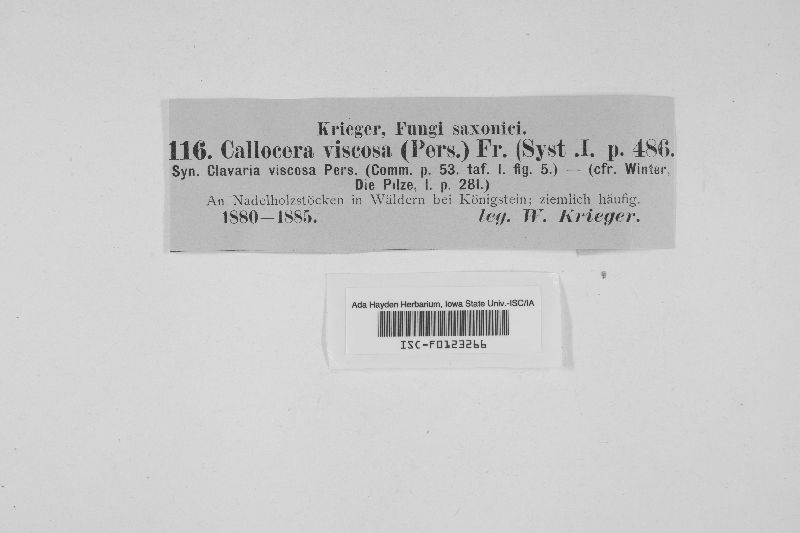 Krieger, Fungi saxonici.
116. Callocera viscosa (Pers.) Fr. (Syst .I. p. 486.
Syn. Clavaria viscosa Pers. (Comm. p. 53. taf. I. fig. 5.) — (cfr. Winter,
Die Pilze, I. p. 281.)
An Nadelholzstöcken in Wäldern bei Königstein; ziemlich häufig.
1880—1885. leg. W. Krieger.
Ada Hayden Herbarium, Iowa State Univ.-ISC/IA
ISC-F0123266